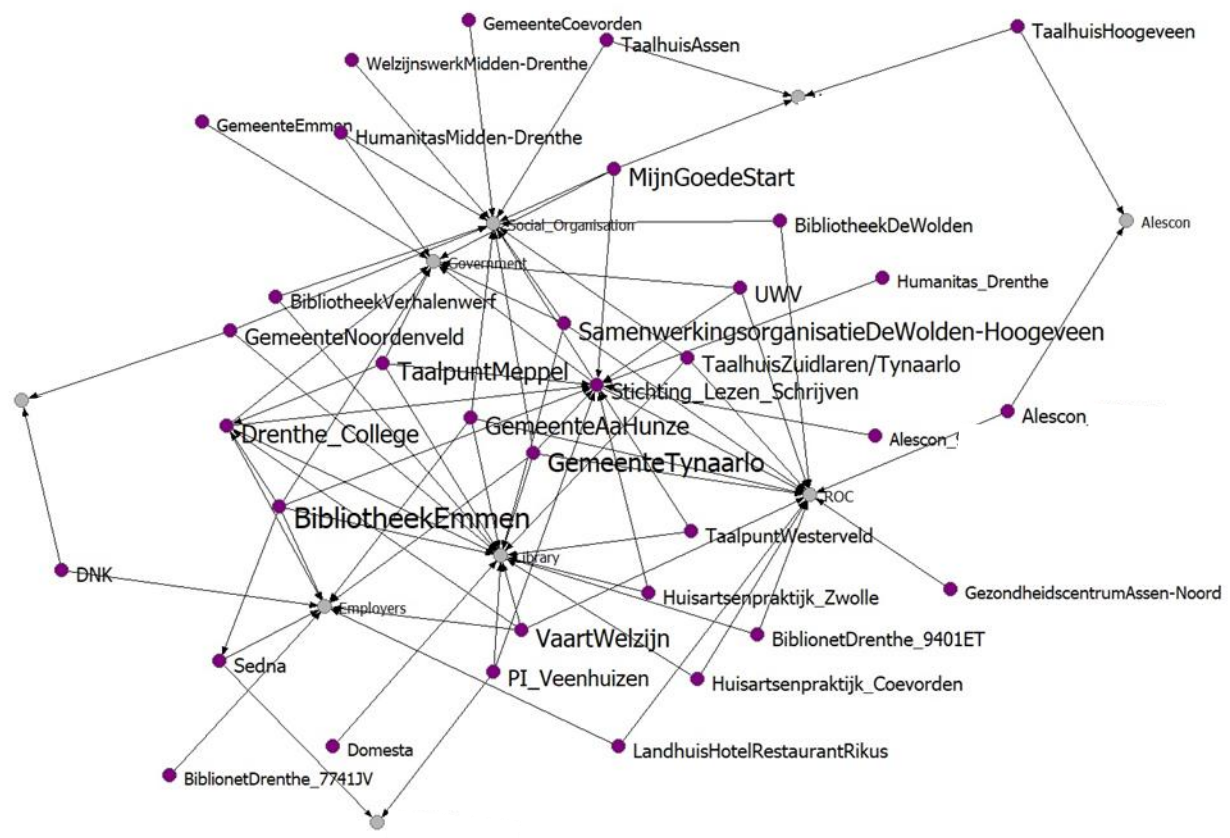 GemeenteCoevorden
TaalhuisHoogeveen
TaalhuisAssen
WelzijnswerkMidden-Drenthe
GemeenteEmmen
HumanitasMidden-Drenthe
MijnGoedeStart
Social_Organisation
BibliotheekDeWolden
Alescon
Government
Humanitas_Drenthe
UWV
BibliotheekVerhalenwerf
GemeenteNoordenveld
SamenwerkingsorganisatieDeWolden-Hoogeveen
TaalpuntMeppel
TaalhuisZuidlaren/Tynaarlo
Stichting_Lezen_Schrijven
Alescon
Drenthe_College
GemeenteAaHunze
Alescon_
GemeenteTynaarlo
ROC
BibliotheekEmmen
TaalpuntWesterveld
Library
DNK
GezondheidscentrumAssen-Noord
Huisartsenpraktijk_Zwolle
Employers
VaartWelzijn
BiblionetDrenthe_9401ET
Sedna
PI_Veenhuizen
Huisartsenpraktijk_Coevorden
Domesta
LandhuisHotelRestaurantRikus
BiblionetDrenthe_7741JV